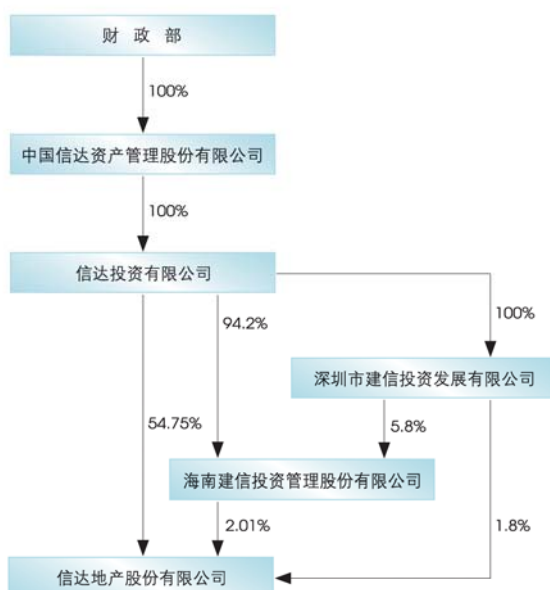 财 政 部
100%
中国信达资产管理股份有限公司
100%
信达投资有限公司
100%
94.2%
深圳市建信投资发展有限公司
54.75%
5.8%
海南建信投资管理股份有限公司
2.01%
1.8%
信达地产股份有限公司